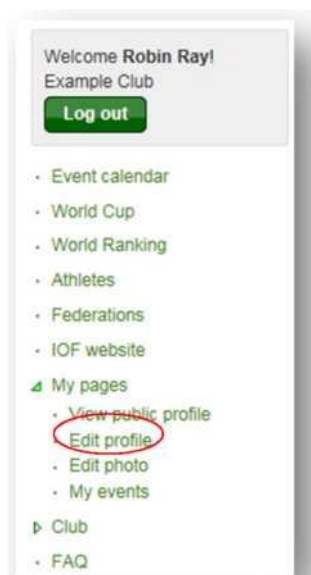 Welcome Robin Ray!
Example Club
Log out
Event calendar
World Cup
World Ranking
Athletes
Federations
IOF website
My pages
View public profile
Edit profile
Edit photo
My events
Club
FAQ